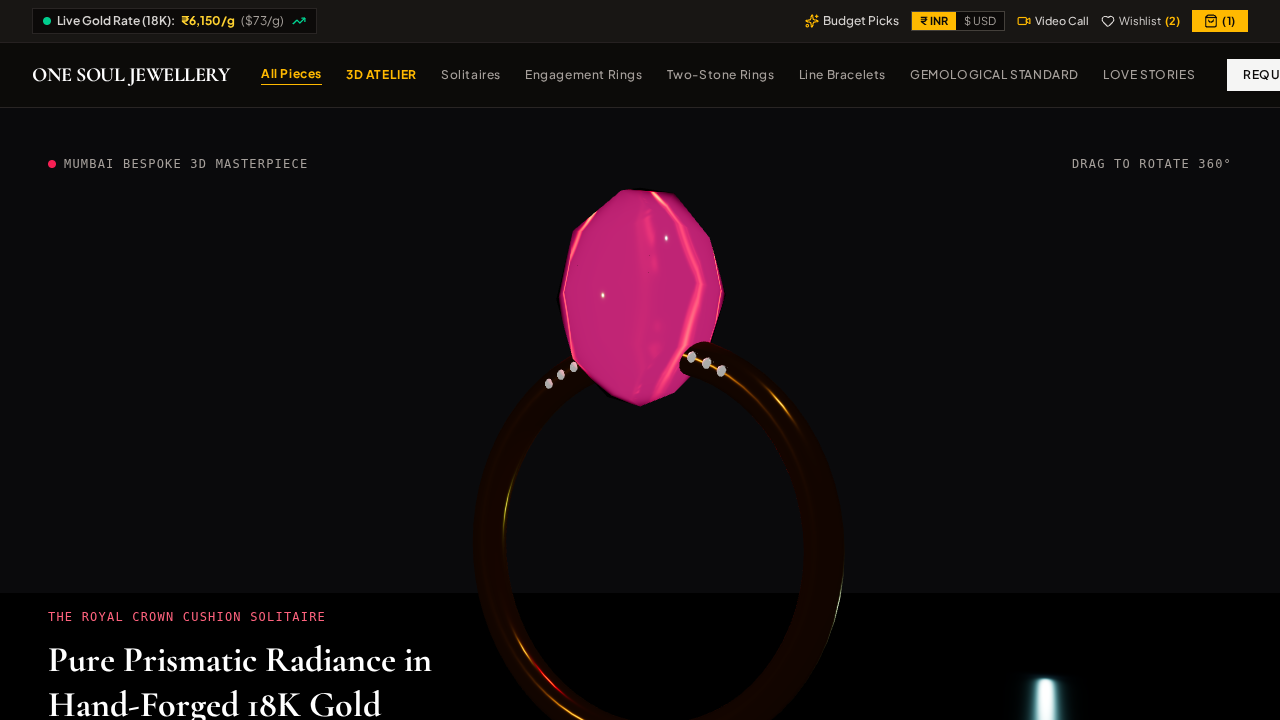 Live Gold Rate (18K): ₹6,150/g ($73/g)
Budget Picks ₹ INR $ USD Video Call Wishlist (2) (1)
ONE SOUL JEWELLERY All Pieces 3D ATELIER Solitaires Engagement Rings Two-Stone Rings Line Bracelets GEMOLOGICAL STANDARD LOVE STORIES REQU
MUMBAI BESPOKE 3D MASTERPIECE
DRAG TO ROTATE 360°
THE ROYAL CROWN CUSHION SOLITAIRE
Pure Prismatic Radiance in
Hand-Forged 18K Gold